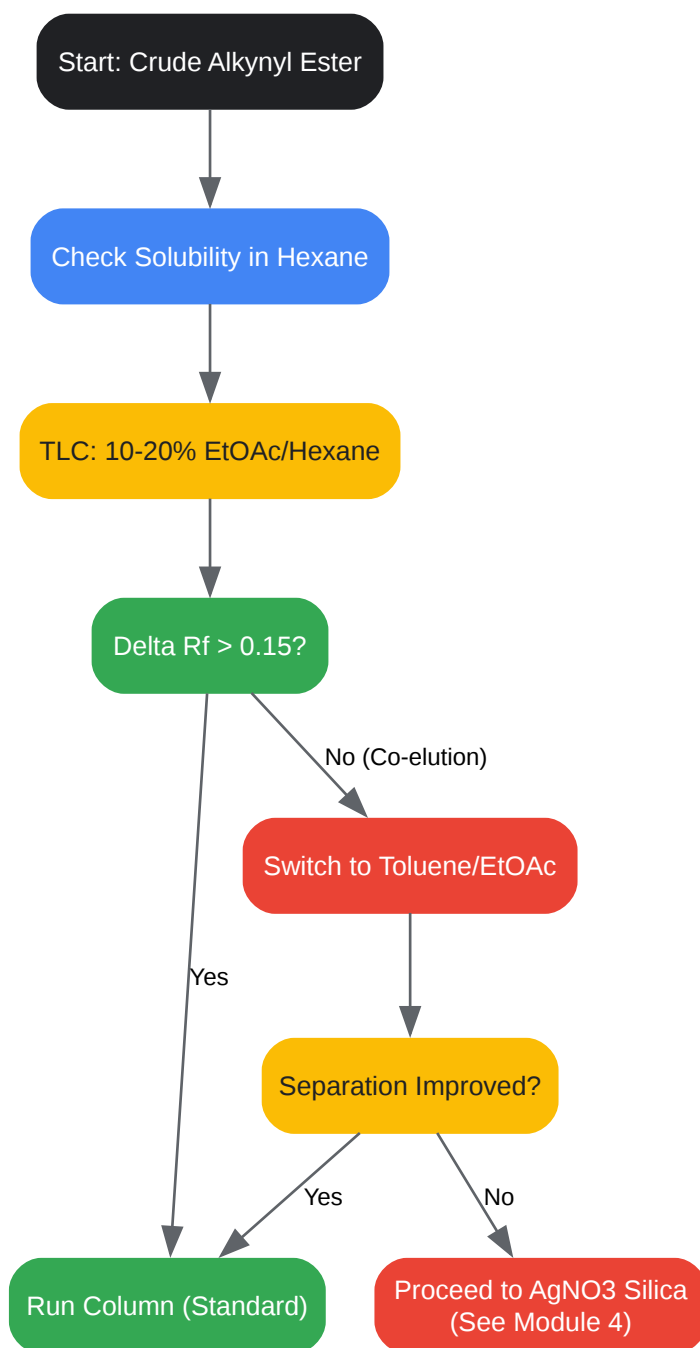 Start: Crude Alkynyl Ester
Check Solubility in Hexane
TLC: 10-20% EtOAc/Hexane
Delta Rf > 0.15?
No (Co-elution)
Switch to Toluene/EtOAc
Yes
Separation Improved?
Yes
No
Run Column (Standard)
Proceed to AgNO3 Silica
(See Module 4)